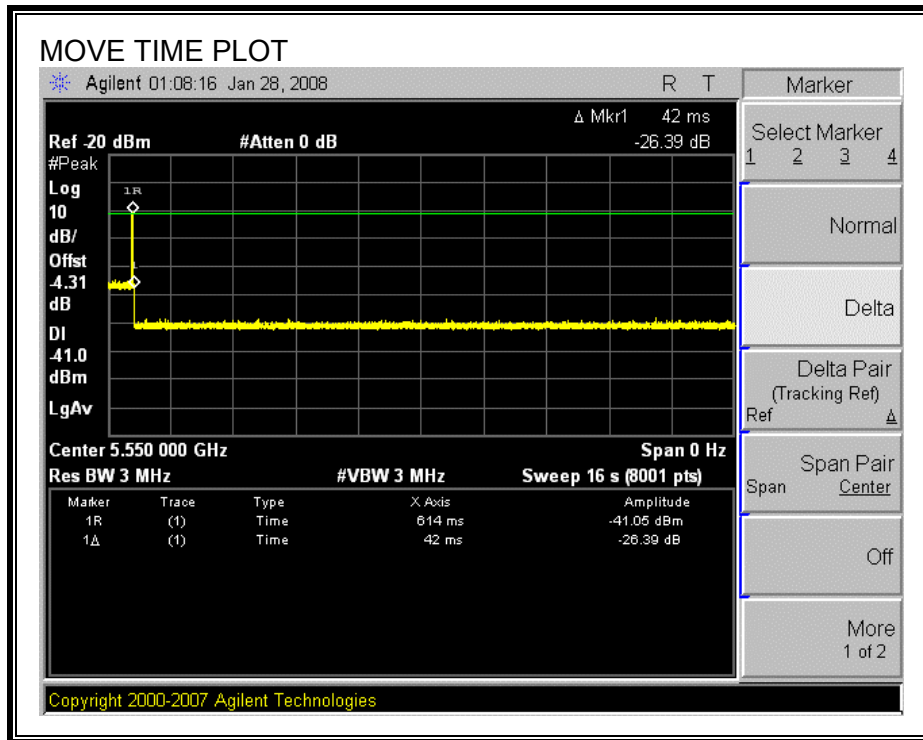 MOVE TIME PLOT
Agilent 01:08:16 Jan 28, 2008 R T
Δ Mkr1 42 ms
Ref -20 dBm #Atten 0 dB -26.39 dB
#Peak
Log
10
dB/
Offst
-4.31
dB
DI
-41.0
dBm
LgAv
1R
1
Center 5.550 000 GHz Span 0 Hz
Res BW 3 MHz #VBW 3 MHz Sweep 16 s (8001 pts)
Marker Trace Type X Axis Amplitude
1R (1) Time 614 ms -41.05 dBm
1Δ (1) Time 42 ms -26.39 dB
Marker
Select Marker
1 2 3 4
Normal
Delta
Delta Pair
(Tracking Ref)
Ref Δ
Span Pair
Span Center
Off
More
1 of 2
Copyright 2000-2007 Agilent Technologies